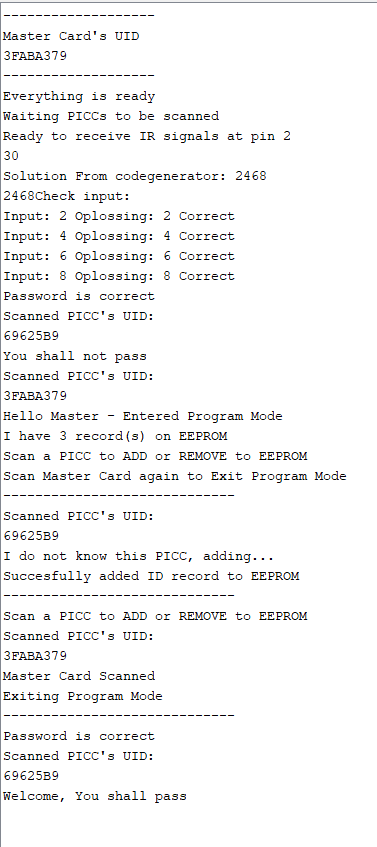 -------------------
Master Card's UID
3FABA379
-------------------
Everything is ready
Waiting PICCs to be scanned
Ready to receive IR signals at pin 2
30
Solution From codegenerator: 2468
2468Check input:
Input: 2 Oplossing: 2 Correct
Input: 4 Oplossing: 4 Correct
Input: 6 Oplossing: 6 Correct
Input: 8 Oplossing: 8 Correct
Password is correct
Scanned PICC's UID:
69625B9
You shall not pass
Scanned PICC's UID:
3FABA379
Hello Master - Entered Program Mode
I have 3 record(s) on EEPROM
Scan a PICC to ADD or REMOVE to EEPROM
Scan Master Card again to Exit Program Mode
-----------------------------
Scanned PICC's UID:
69625B9
I do not know this PICC, adding...
Succesfully added ID record to EEPROM
-----------------------------
Scan a PICC to ADD or REMOVE to EEPROM
Scanned PICC's UID:
3FABA379
Master Card Scanned
Exiting Program Mode
-----------------------------
Password is correct
Scanned PICC's UID:
69625B9
Welcome, You shall pass